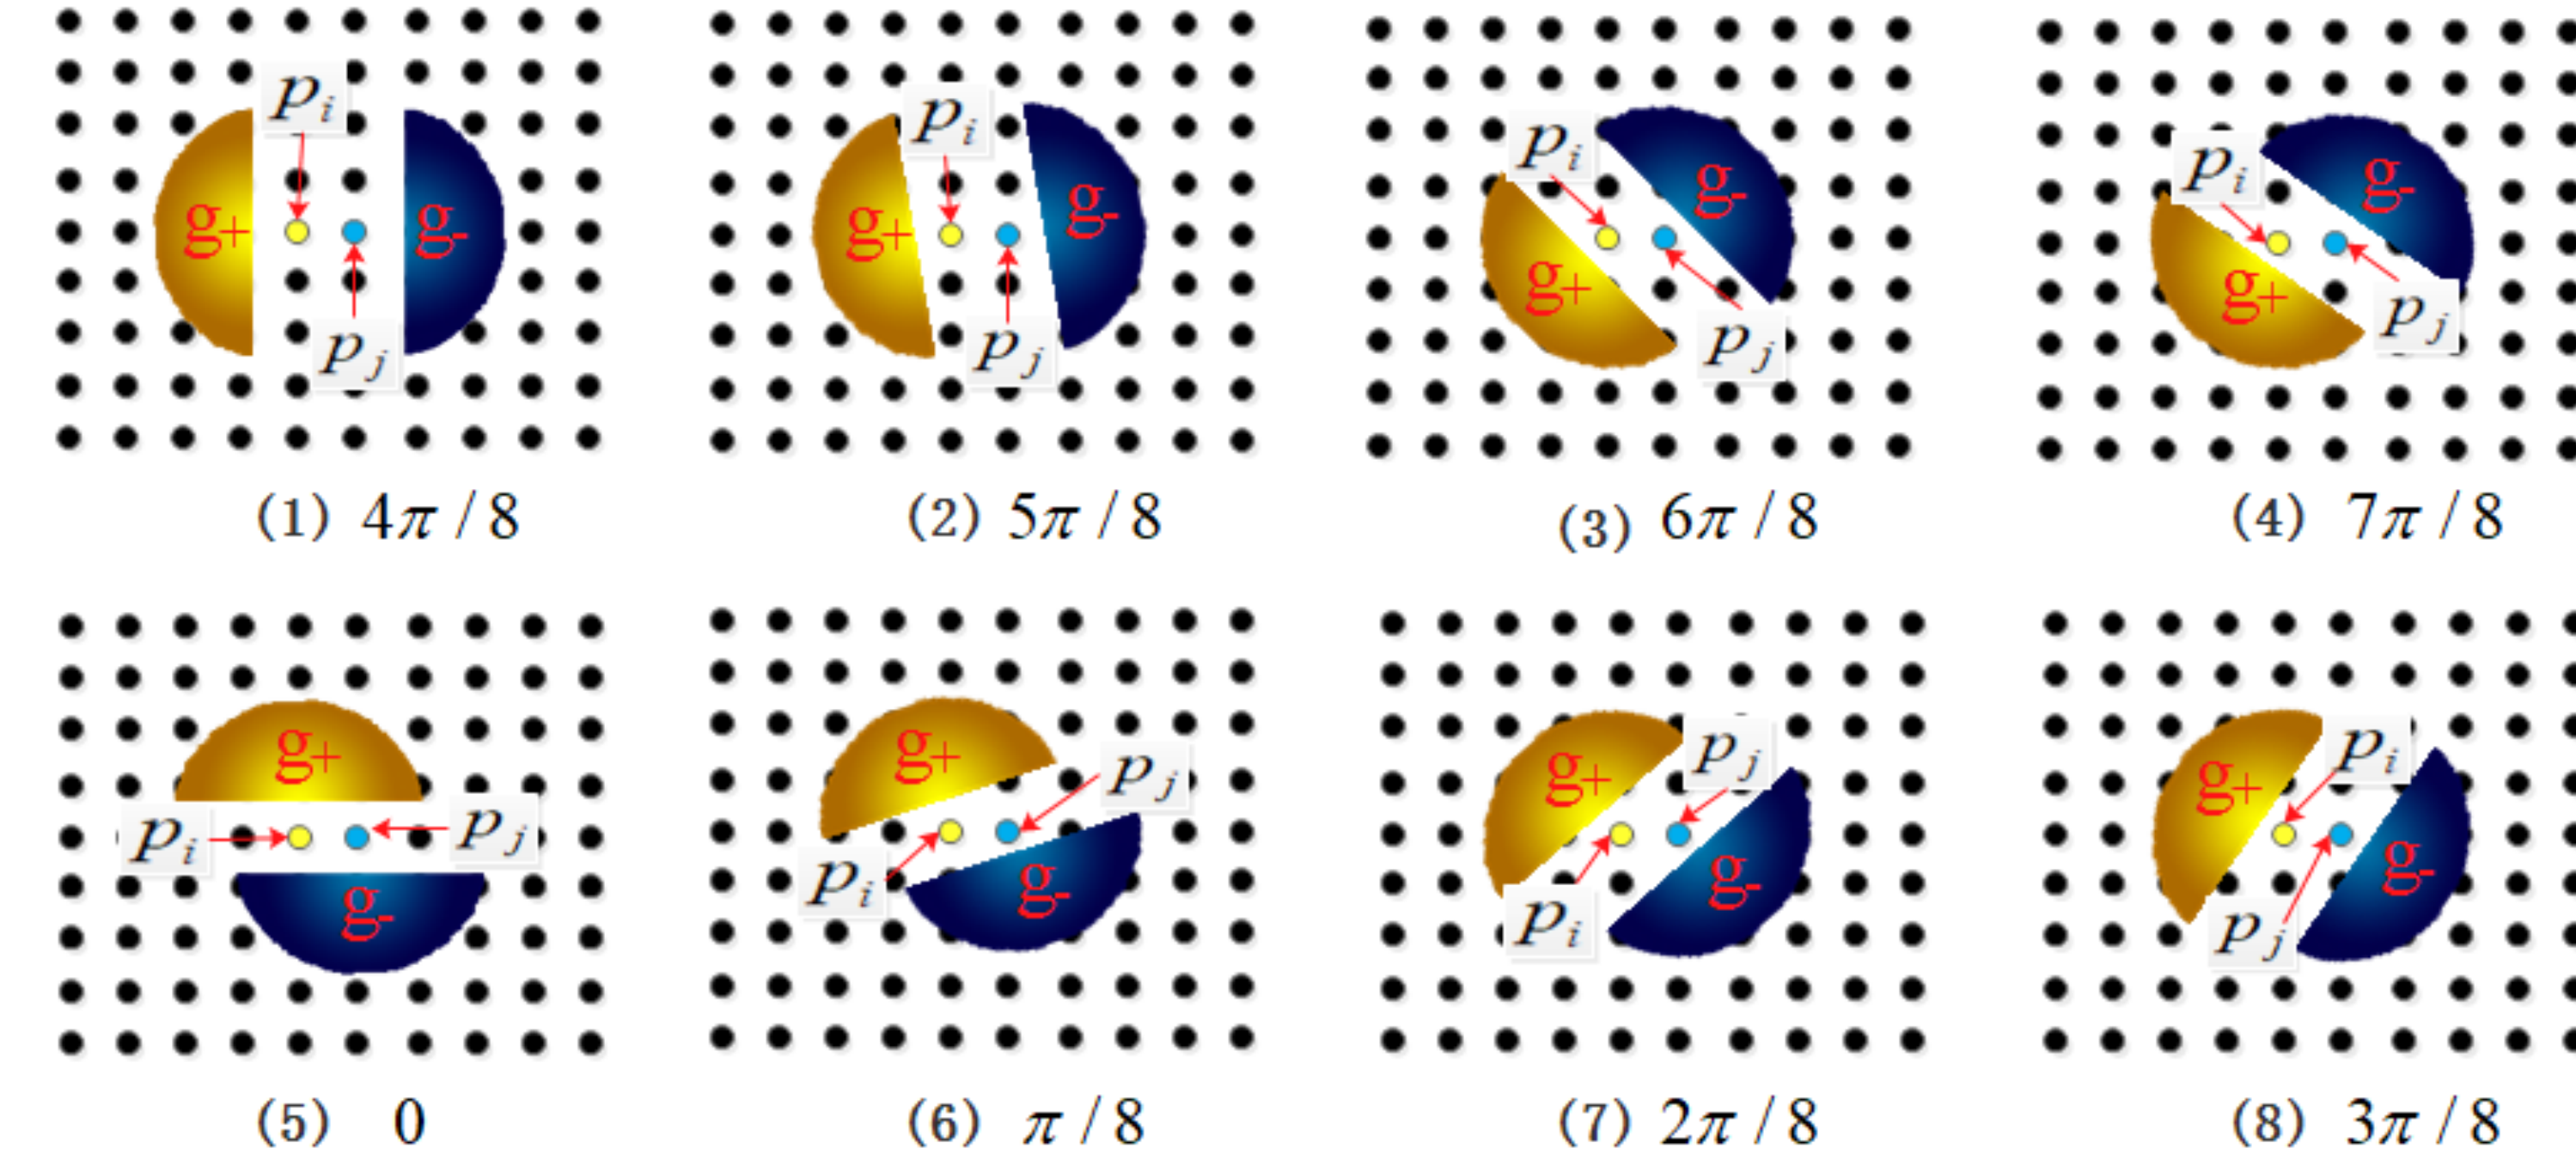 p_i g+ g- p_j
p_i g+ g- p_j
p_i g- g+ p_j
p_i g- g+ p_j
(1) 4π/8 (2) 5π/8 (3) 6π/8 (4) 7π/8
g+ p_i p_j g-
g+ p_j p_i g-
p_j g+ g- p_i
p_i g+ g- p_j
(5) 0 (6) π/8 (7) 2π/8 (8) 3π/8